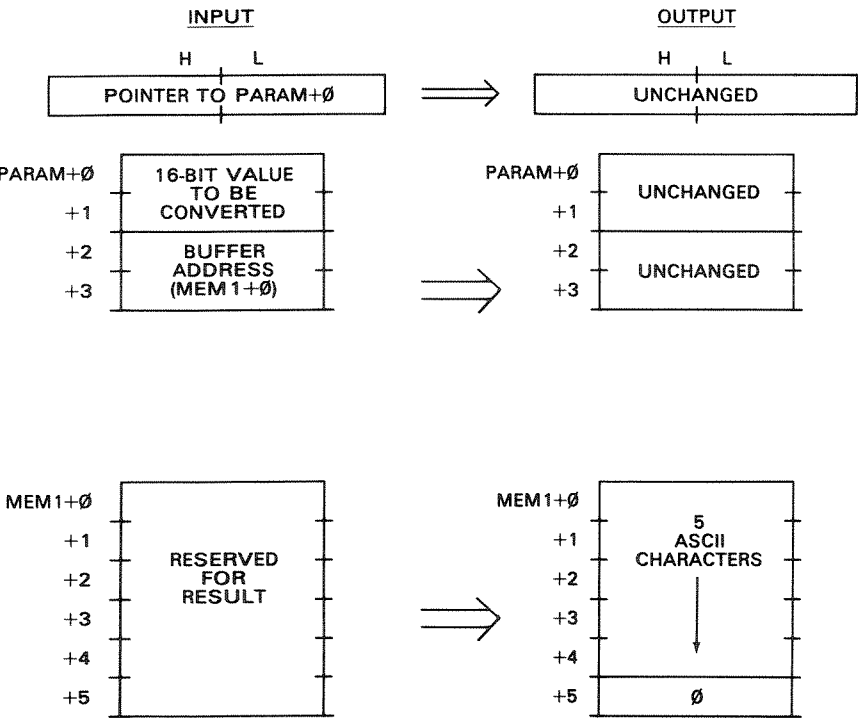 INPUT
OUTPUT
H L
H L
POINTER TO PARAM+Ø
UNCHANGED
PARAM+Ø
+1
+2
+3
16-BIT VALUE
TO BE
CONVERTED
BUFFER
ADDRESS
(MEM1+Ø)
PARAM+Ø
+1
+2
+3
UNCHANGED
UNCHANGED
MEM1+Ø
+1
+2
+3
+4
+5
RESERVED
FOR
RESULT
MEM1+Ø
+1
+2
+3
+4
+5
5
ASCII
CHARACTERS
Ø